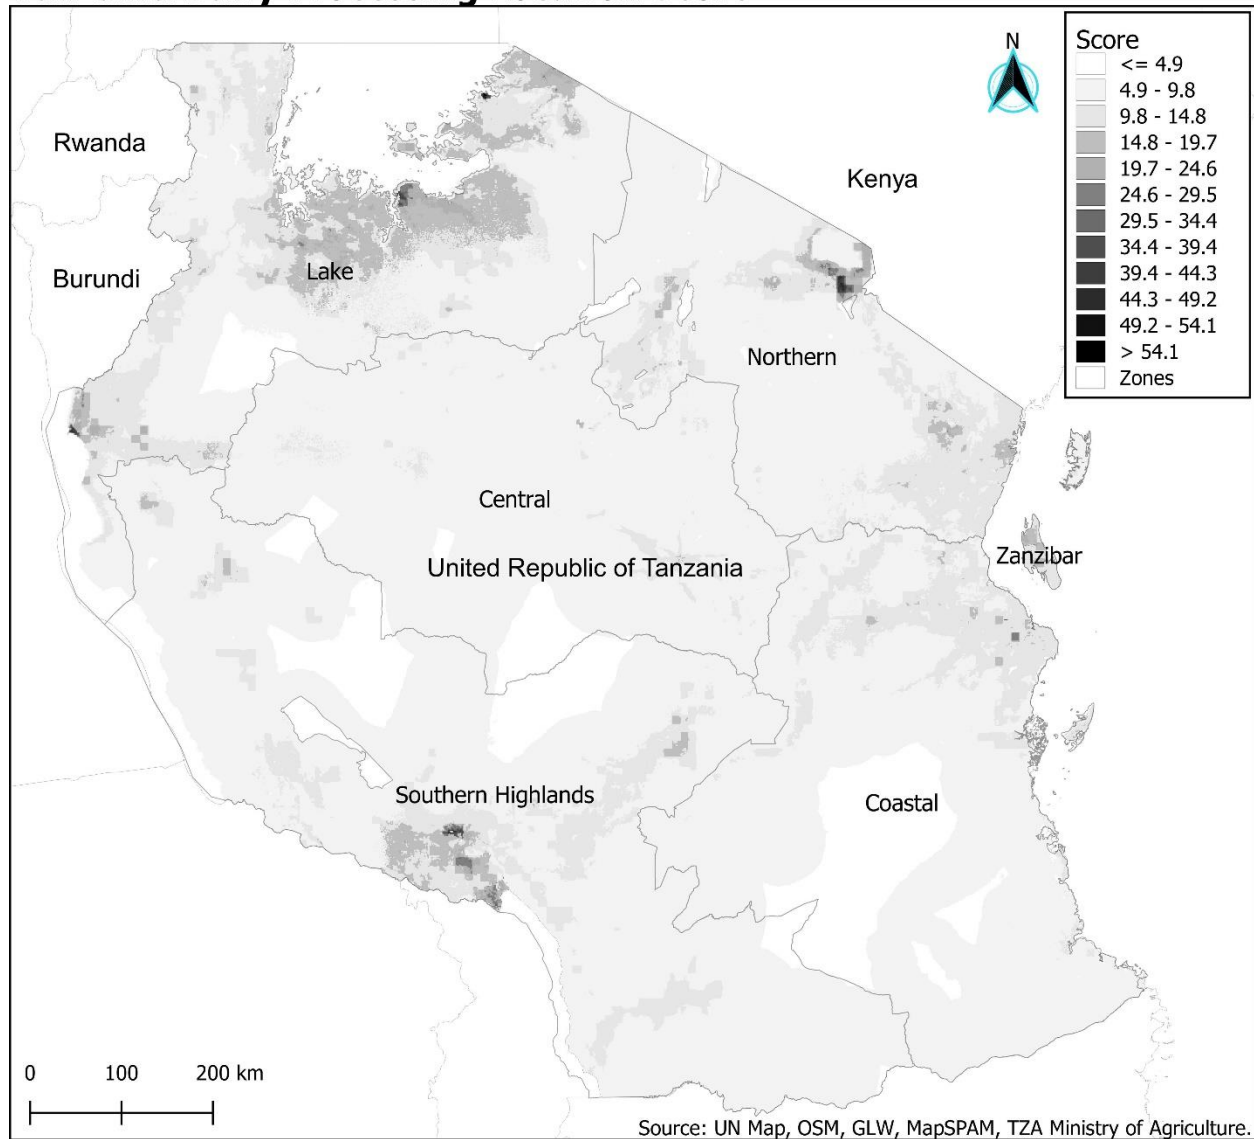 N
Score
<= 4.9
4.9 - 9.8
9.8 - 14.8
14.8 - 19.7
19.7 - 24.6
24.6 - 29.5
29.5 - 34.4
34.4 - 39.4
39.4 - 44.3
44.3 - 49.2
49.2 - 54.1
> 54.1
Zones
Rwanda
Kenya
Burundi
Lake
Northern
Central
United Republic of Tanzania
Zanzibar
Southern Highlands
Coastal
0 100 200 km
Source: UN Map, OSM, GLW, MapSPAM, TZA Ministry of Agriculture.